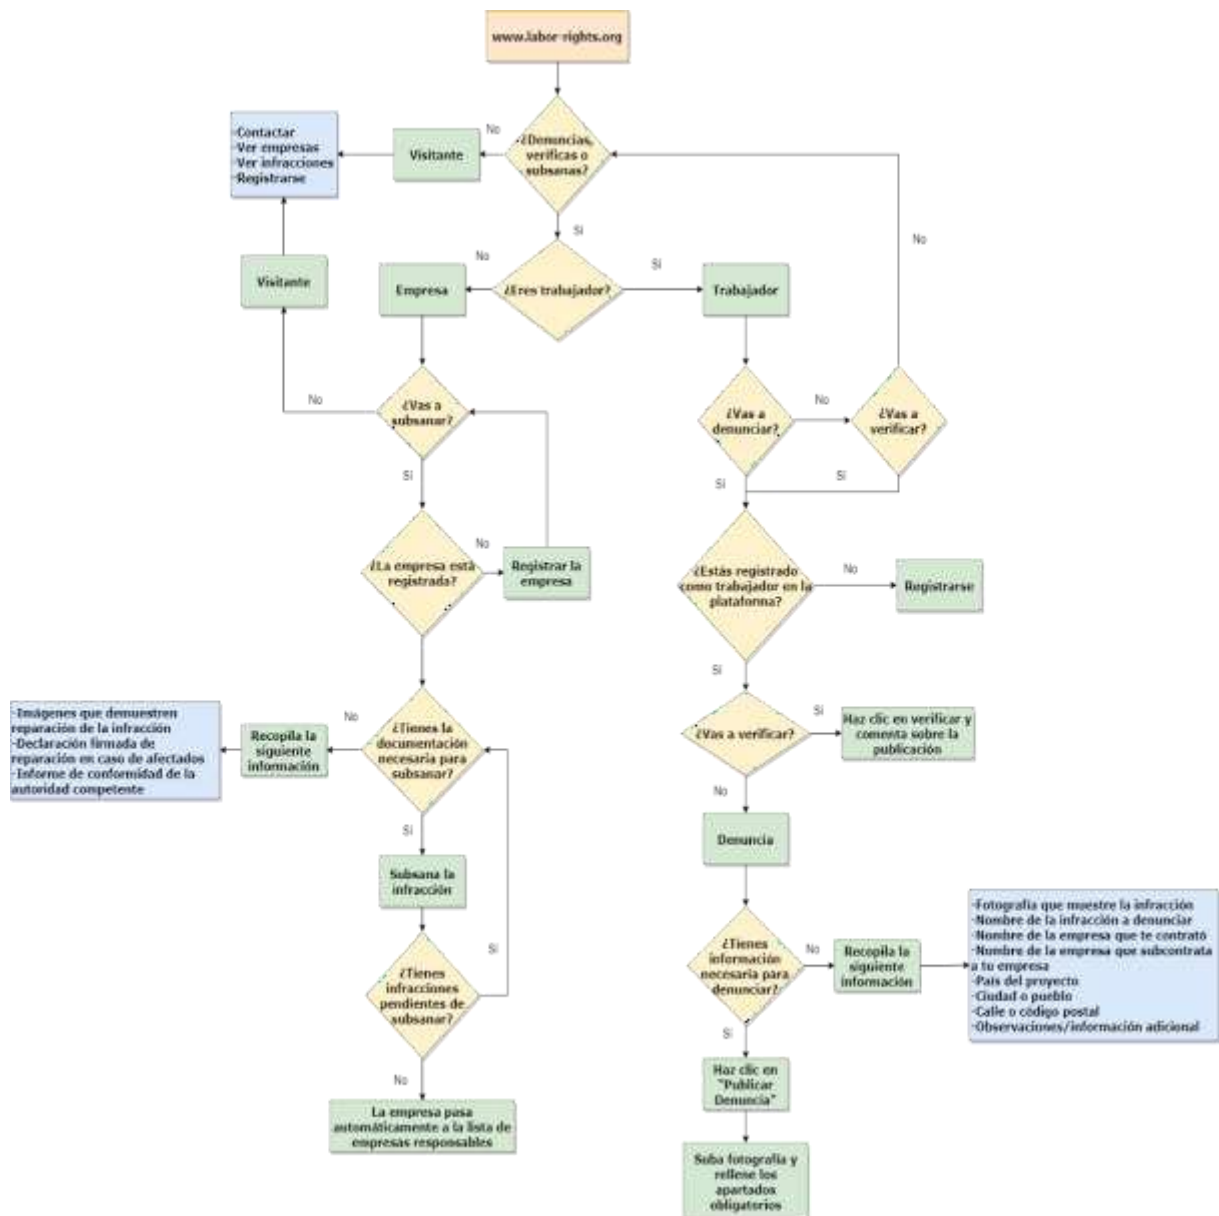 www.labor-rights.org
¿Denuncias,
verificas o
subsanas?
No
Visitante
-Contactar
-Ver empresas
-Ver infracciones
-Registrarse
Sí
No
Visitante
¿Eres trabajador?
No
Empresa
Sí
Trabajador
¿Vas a
subsanar?
No
Sí
¿Vas a
denunciar?
No
¿Vas a
verificar?
Sí
Sí
¿La empresa está
registrada?
No
Registrar la
empresa
¿Estás registrado
como trabajador en la
plataforma?
No
Registrarse
Sí
¿Tienes la
documentación
necesaria para
subsanar?
No
Recopila la
siguiente
información
-Imágenes que demuestren
reparación de la infracción
-Declaración firmada de
reparación en caso de afectados
-Informe de conformidad de la
autoridad competente
¿Vas a verificar?
Sí
Haz clic en verificar y
comenta sobre la
publicación
No
Sí
Denuncia
Subsana la
infracción
¿Tienes
infracciones
pendientes de
subsanar?
Sí
No
La empresa pasa
automáticamente a la lista de
empresas responsables
¿Tienes
información
necesaria para
denunciar?
No
Recopila la
siguiente
información
-Fotografía que muestre la infracción
-Nombre de la infracción a denunciar
-Nombre de la empresa que te contrató
-Nombre de la empresa que subcontrata
a tu empresa
-País del proyecto
-Ciudad o pueblo
-Calle o código postal
-Observaciones/información adicional
Sí
Haz clic en
"Publicar
Denuncia"
Suba fotografía y
rellene los
apartados
obligatorios